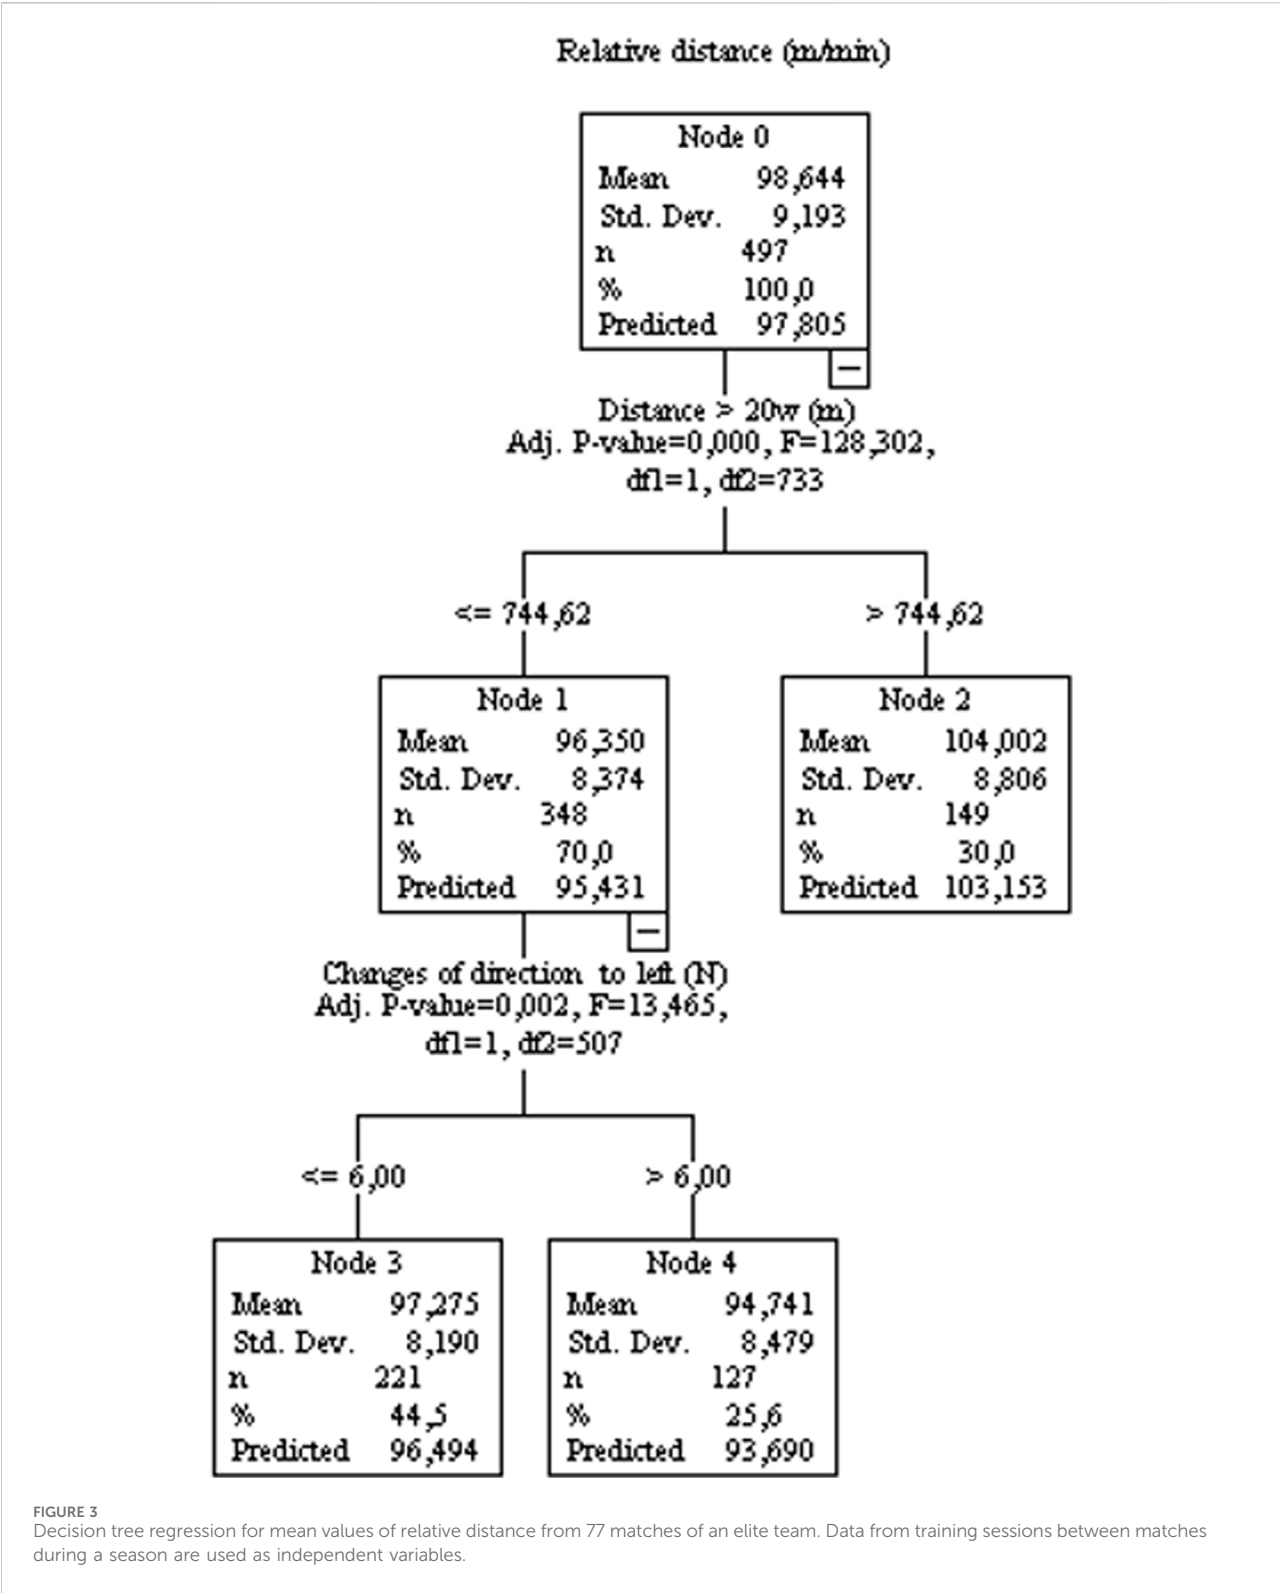 Relative distance (m/min)
Node 0
Mean 98,644
Std. Dev. 9,193
n 497
% 100,0
Predicted 97,805
Distance > 20w (m)
Adj. P-value=0,000, F=128,302,
df1=1, df2=733
<= 744,62
> 744,62
Node 1
Mean 96,350
Std. Dev. 8,374
n 348
% 70,0
Predicted 95,431
Node 2
Mean 104,002
Std. Dev. 8,806
n 149
% 30,0
Predicted 103,153
Changes of direction to left (N)
Adj. P-value=0,002, F=13,465,
df1=1, df2=507
<= 6,00
> 6,00
Node 3
Mean 97,275
Std. Dev. 8,190
n 221
% 44,5
Predicted 96,494
Node 4
Mean 94,741
Std. Dev. 8,479
n 127
% 25,6
Predicted 93,690
FIGURE 3
Decision tree regression for mean values of relative distance from 77 matches of an elite team. Data from training sessions between matches
during a season are used as independent variables.